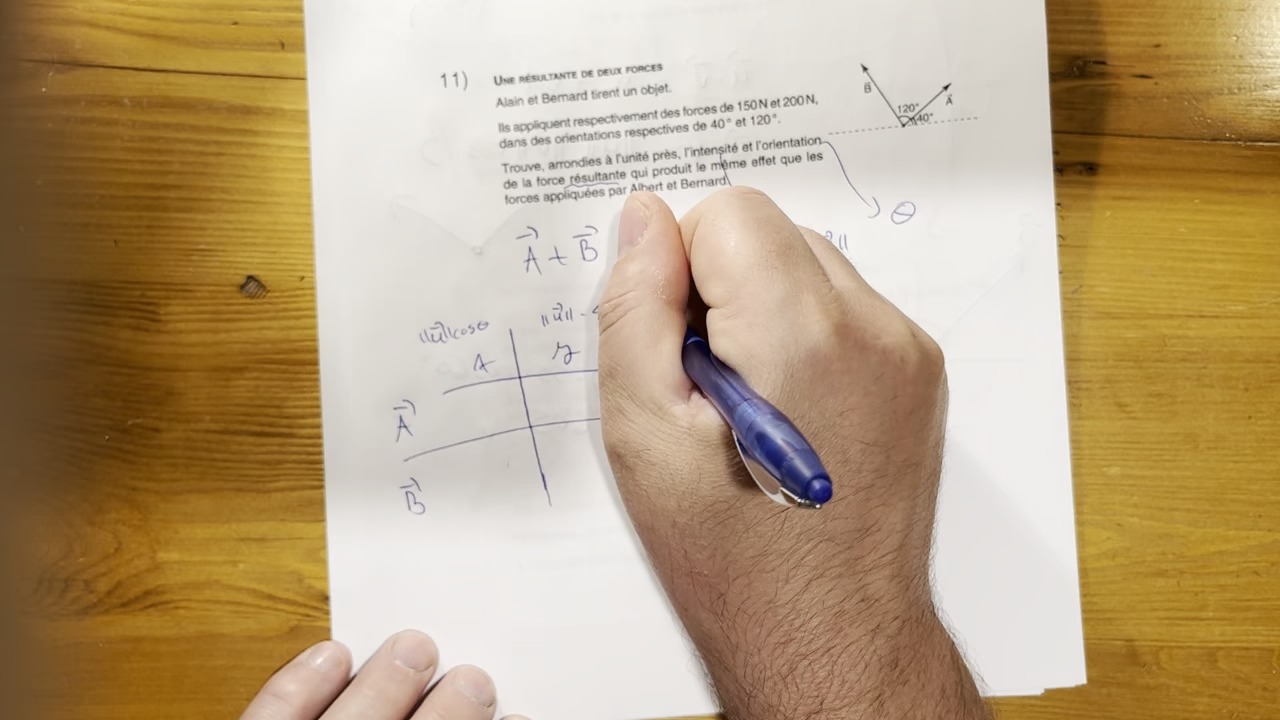 11) UNE RÉSULTANTE DE DEUX FORCES
Alain et Bernard tirent un objet.
Ils appliquent respectivement des forces de 150 N et 200 N,
dans des orientations respectives de 40° et 120°.
Trouve, arrondies à l'unité près, l'intensité et l'orientation
de la force résultante qui produit le même effet que les
forces appliquées par Albert et Bernard
B
120°
A
40°
θ
A + B
||u||cosθ
||u||
y
A
B